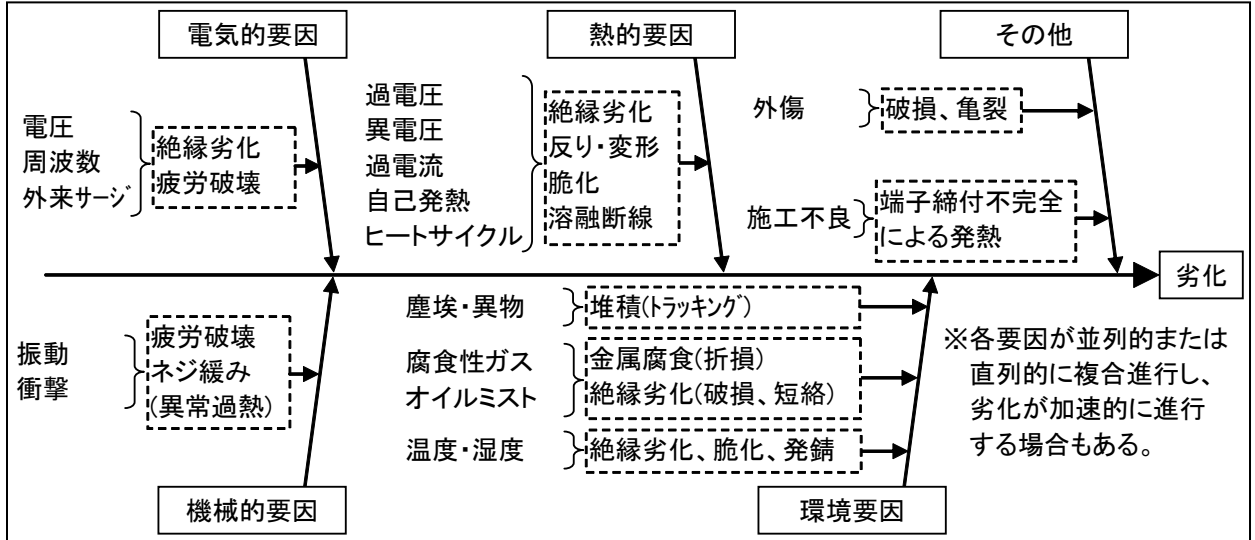 電気的要因
電圧
周波数
外来サージ
絶縁劣化
疲労破壊
熱的要因
過電圧
異電圧
過電流
自己発熱
ヒートサイクル
絶縁劣化
反り・変形
脆化
溶融断線
その他
外傷
破損、亀裂
施工不良
端子締付不完全
による発熱
劣化
振動
衝撃
疲労破壊
ネジ緩み
(異常過熱)
機械的要因
塵埃・異物
堆積(トラッキング)
腐食性ガス
オイルミスト
金属腐食(折損)
絶縁劣化(破損、短絡)
温度・湿度
絶縁劣化、脆化、発錆
環境要因
※各要因が並列的または
直列的に複合進行し、
劣化が加速的に進行
する場合もある。